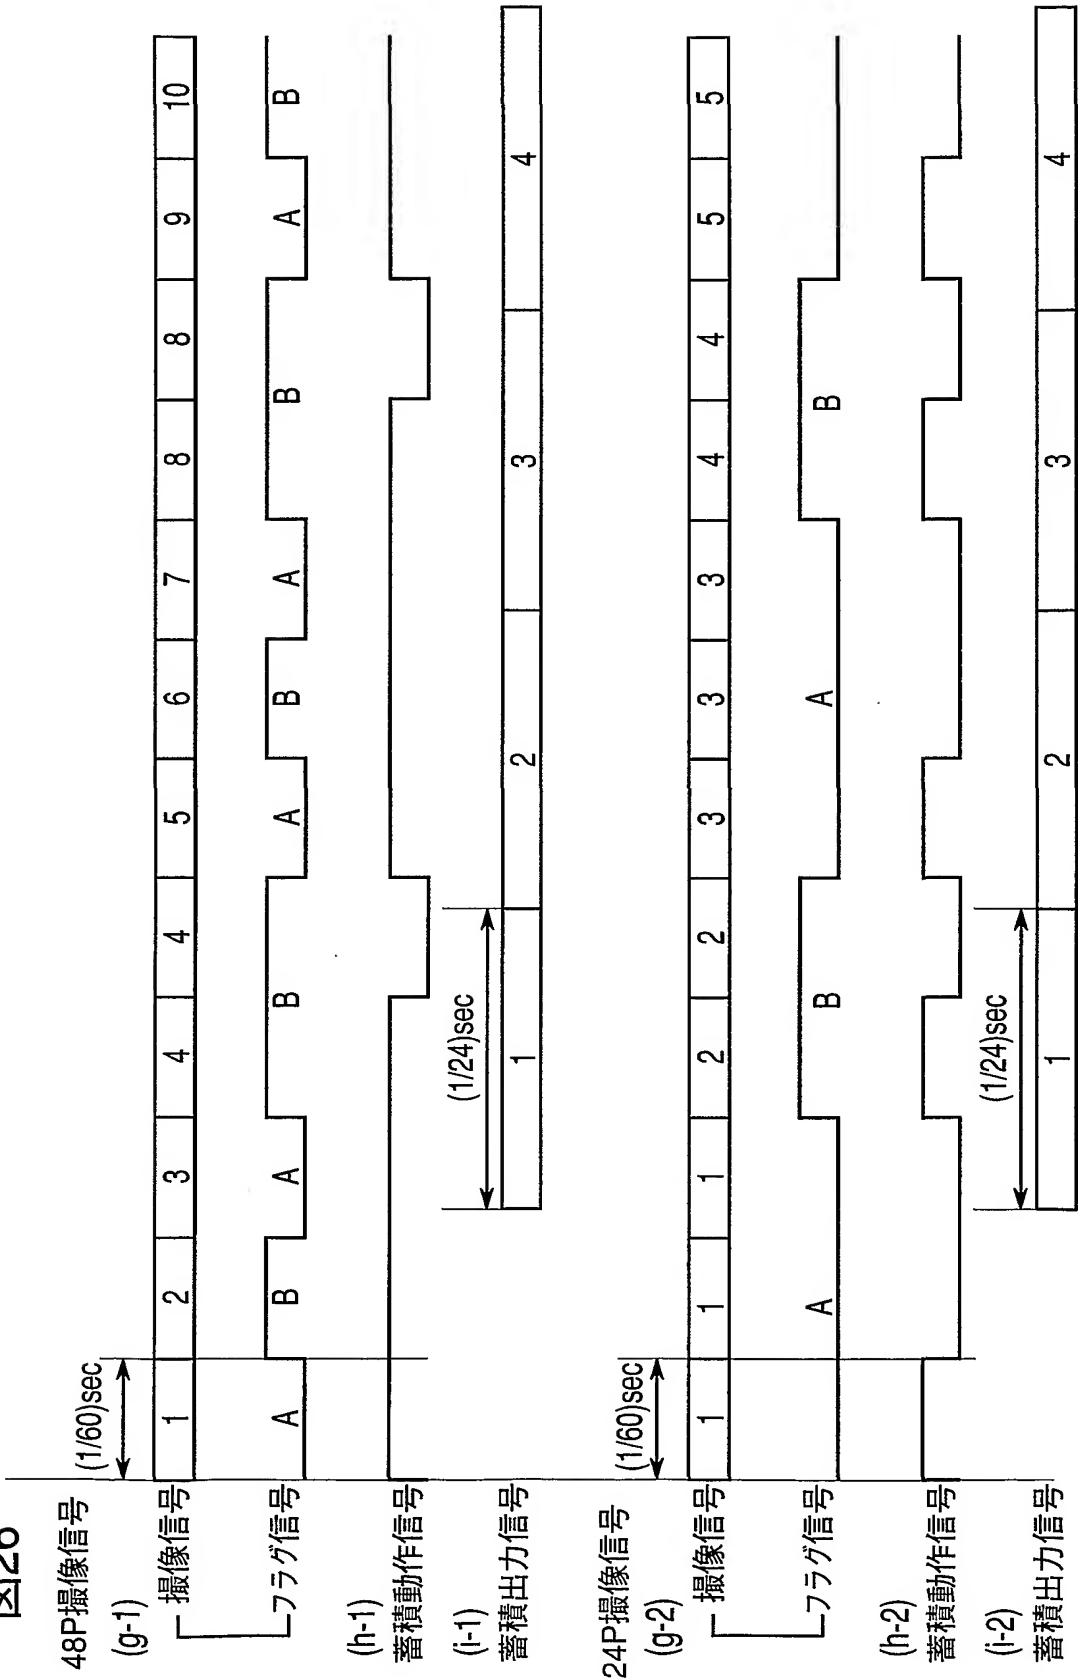 図26
48P撮像信号
(g-1)
撮像信号
(1/60)sec
1 2 3 4 4 5 6 7 8 8 9 10
フラグ信号
A B A B A B A B A B
(h-1)
蓄積動作信号
(i-1)
蓄積出力信号
(1/24)sec
1 2 3 4
24P撮像信号
(g-2)
撮像信号
(1/60)sec
1 1 1 2 2 3 3 3 4 4 5 5
フラグ信号
A B A B
(h-2)
蓄積動作信号
(i-2)
蓄積出力信号
(1/24)sec
1 2 3 4